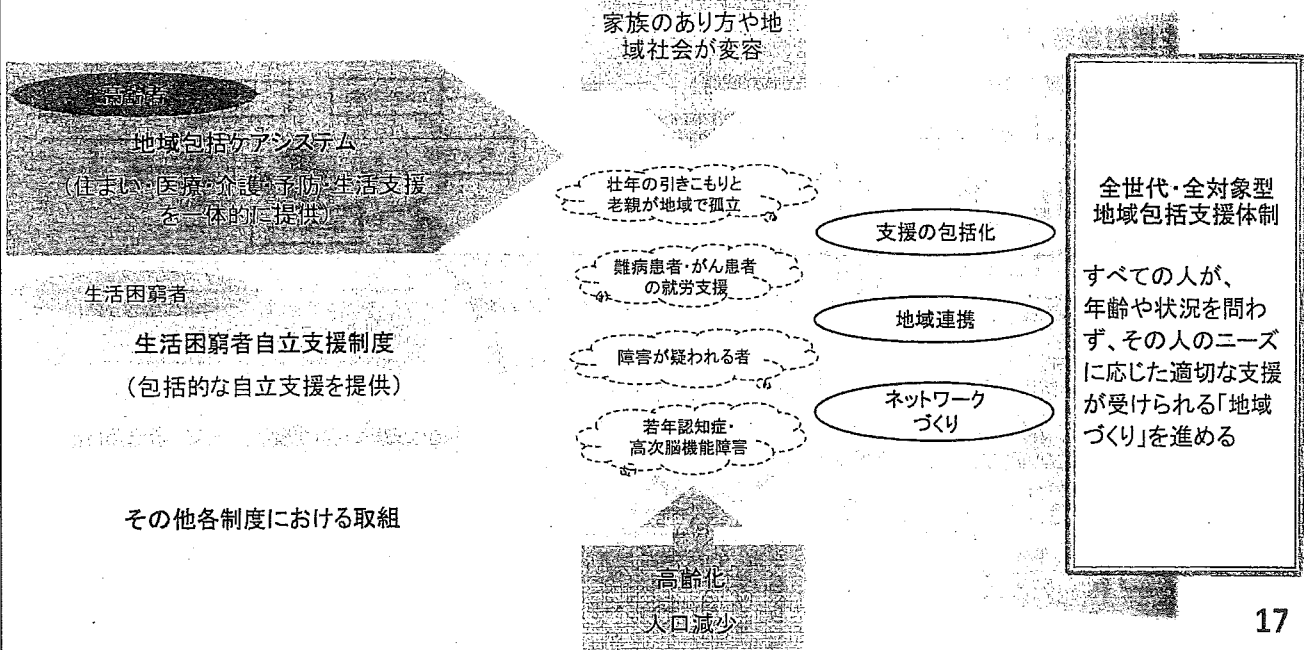 家族のあり方や地
域社会が変容
高齢者
地域包括ケアシステム
(住まい・医療・介護・予防・生活支援
を一体的に提供)
生活困窮者
生活困窮者自立支援制度
(包括的な自立支援を提供)
その他各制度における取組
壮年の引きこもりと
老親が地域で孤立
難病患者・がん患者
の就労支援
障害が疑われる者
若年認知症・
高次脳機能障害
高齢化
人口減少
支援の包括化
地域連携
ネットワーク
づくり
全世代・全対象型
地域包括支援体制
すべての人が、
年齢や状況を問わ
ず、その人のニーズ
に応じた適切な支援
が受けられる「地域
づくり」を進める
17